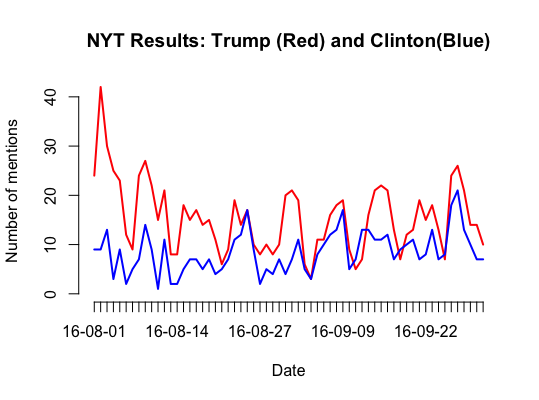 NYT Results: Trump (Red) and Clinton(Blue)
Number of mentions
40
30
20
10
0
16-08-01 16-08-14 16-08-27 16-09-09 16-09-22
Date